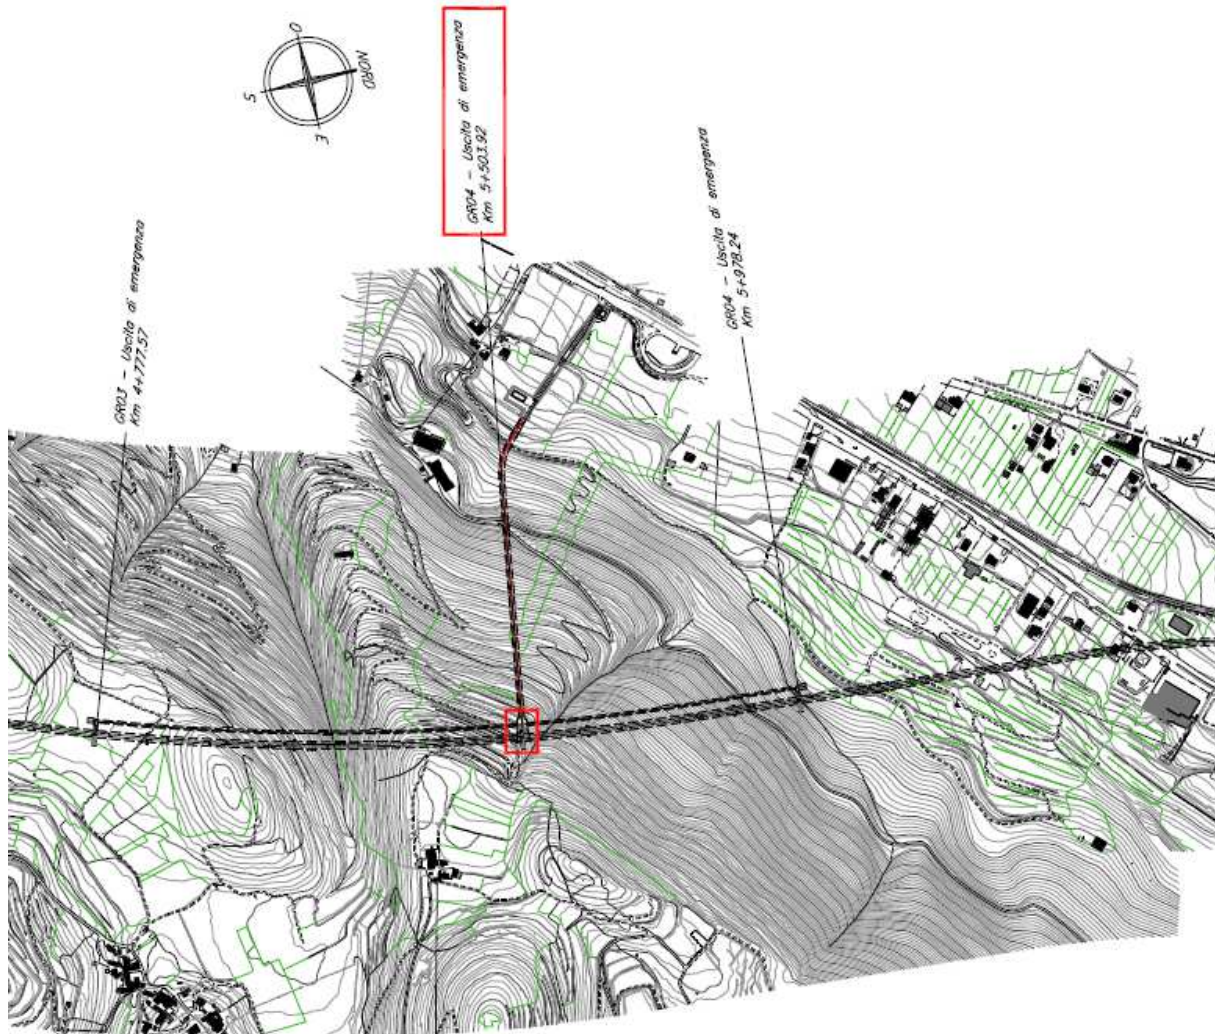 O
NORD
S
E
GR03 - Uscita di emergenza
Km 4+777.57
GR04 - Uscita di emergenza
Km 5+503.92
GR04 - Uscita di emergenza
Km 5+978.24